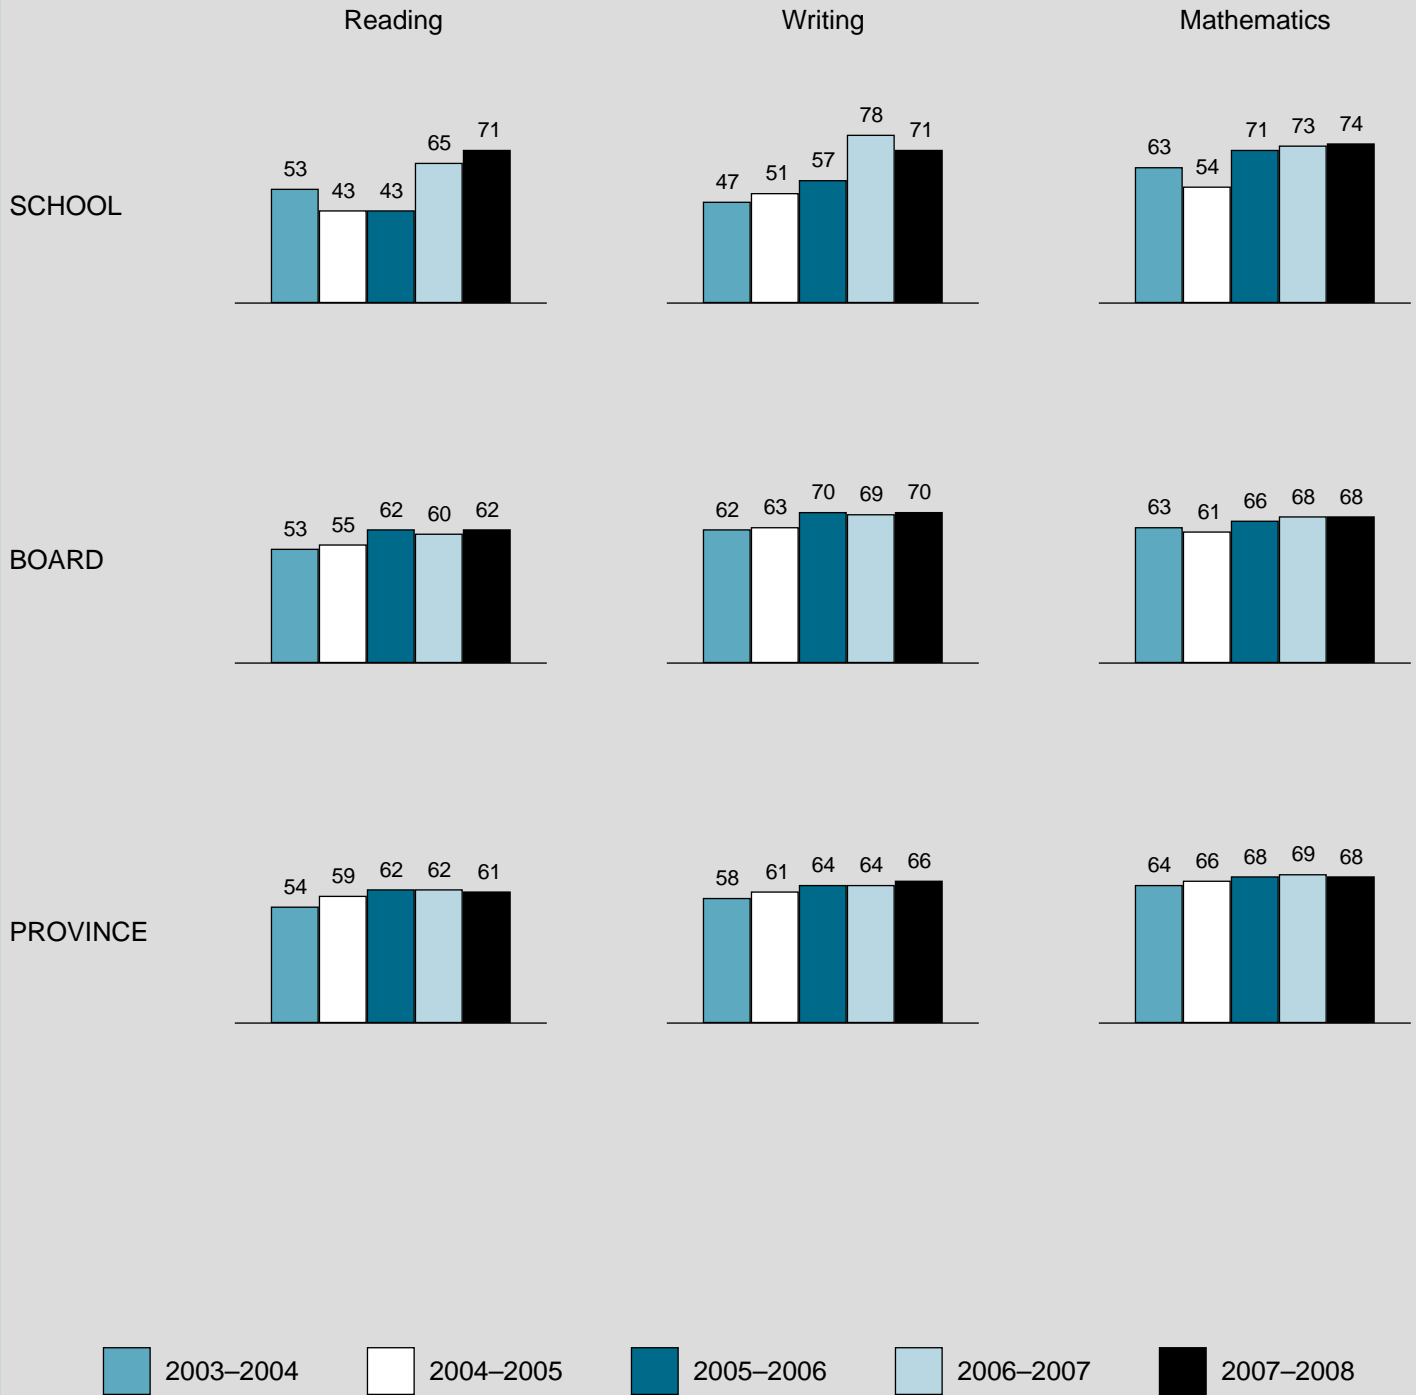 Reading Writing Mathematics
SCHOOL
53 43 43 65 71
47 51 57 78 71
63 54 71 73 74
BOARD
53 55 62 60 62
62 63 70 69 70
63 61 66 68 68
PROVINCE
54 59 62 62 61
58 61 64 64 66
64 66 68 69 68
2003–2004 2004–2005 2005–2006 2006–2007 2007–2008